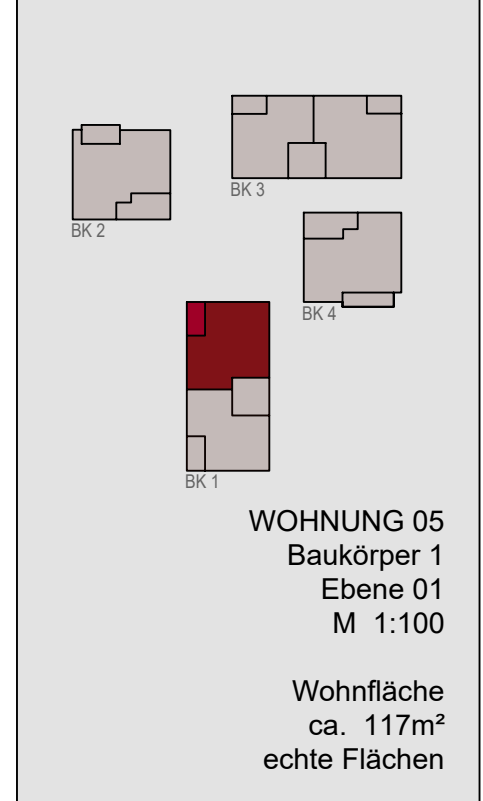 BK 3
BK 2
BK 4
BK 1
WOHNUNG 05
Baukörper 1
Ebene 01
M 1:100
Wohnfläche
ca. 117m²
echte Flächen